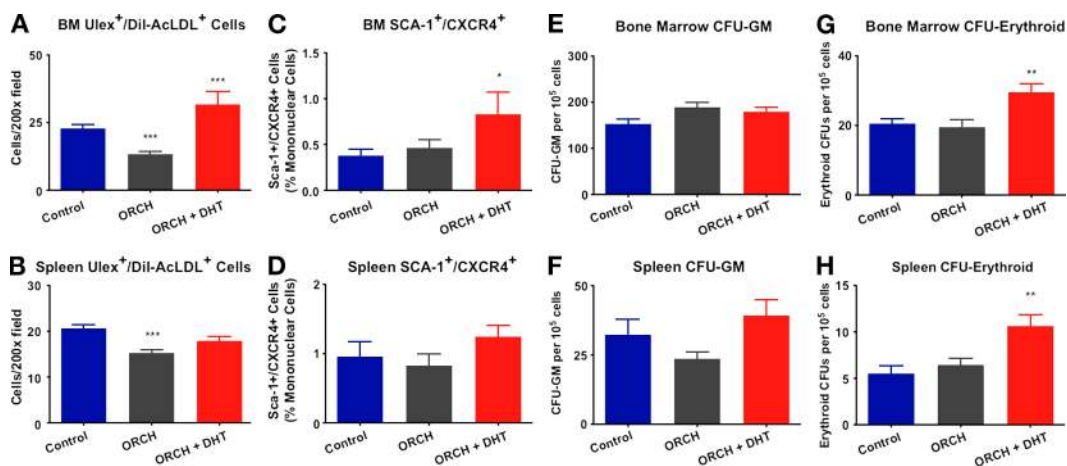 A
BM Ulex+/Dil-AcLDL+ Cells
Cells/200x field
50
25
0
***
***
Control
ORCH
ORCH + DHT
C
BM SCA-1+/CXCR4+
Sca-1+/CXCR4+ Cells
(% Mononuclear Cells)
1.5
1.0
0.5
0.0
*
Control
ORCH
ORCH + DHT
E
Bone Marrow CFU-GM
CFU-GM per 10^5 cells
300
200
100
0
Control
ORCH
ORCH + DHT
G
Bone Marrow CFU-Erythroid
Erythroid CFUs per 10^5 cells
40
20
0
**
Control
ORCH
ORCH + DHT
B
Spleen Ulex+/Dil-AcLDL+ Cells
Cells/200x field
30
20
10
0
***
Control
ORCH
ORCH + DHT
D
Spleen SCA-1+/CXCR4+
Sca-1+/CXCR4+ Cells
(% Mononuclear Cells)
2
1
0
Control
ORCH
ORCH + DHT
F
Spleen CFU-GM
CFU-GM per 10^5 cells
50
25
0
Control
ORCH
ORCH + DHT
H
Spleen CFU-Erythroid
Erythroid CFUs per 10^5 cells
15
10
5
0
**
Control
ORCH
ORCH + DHT